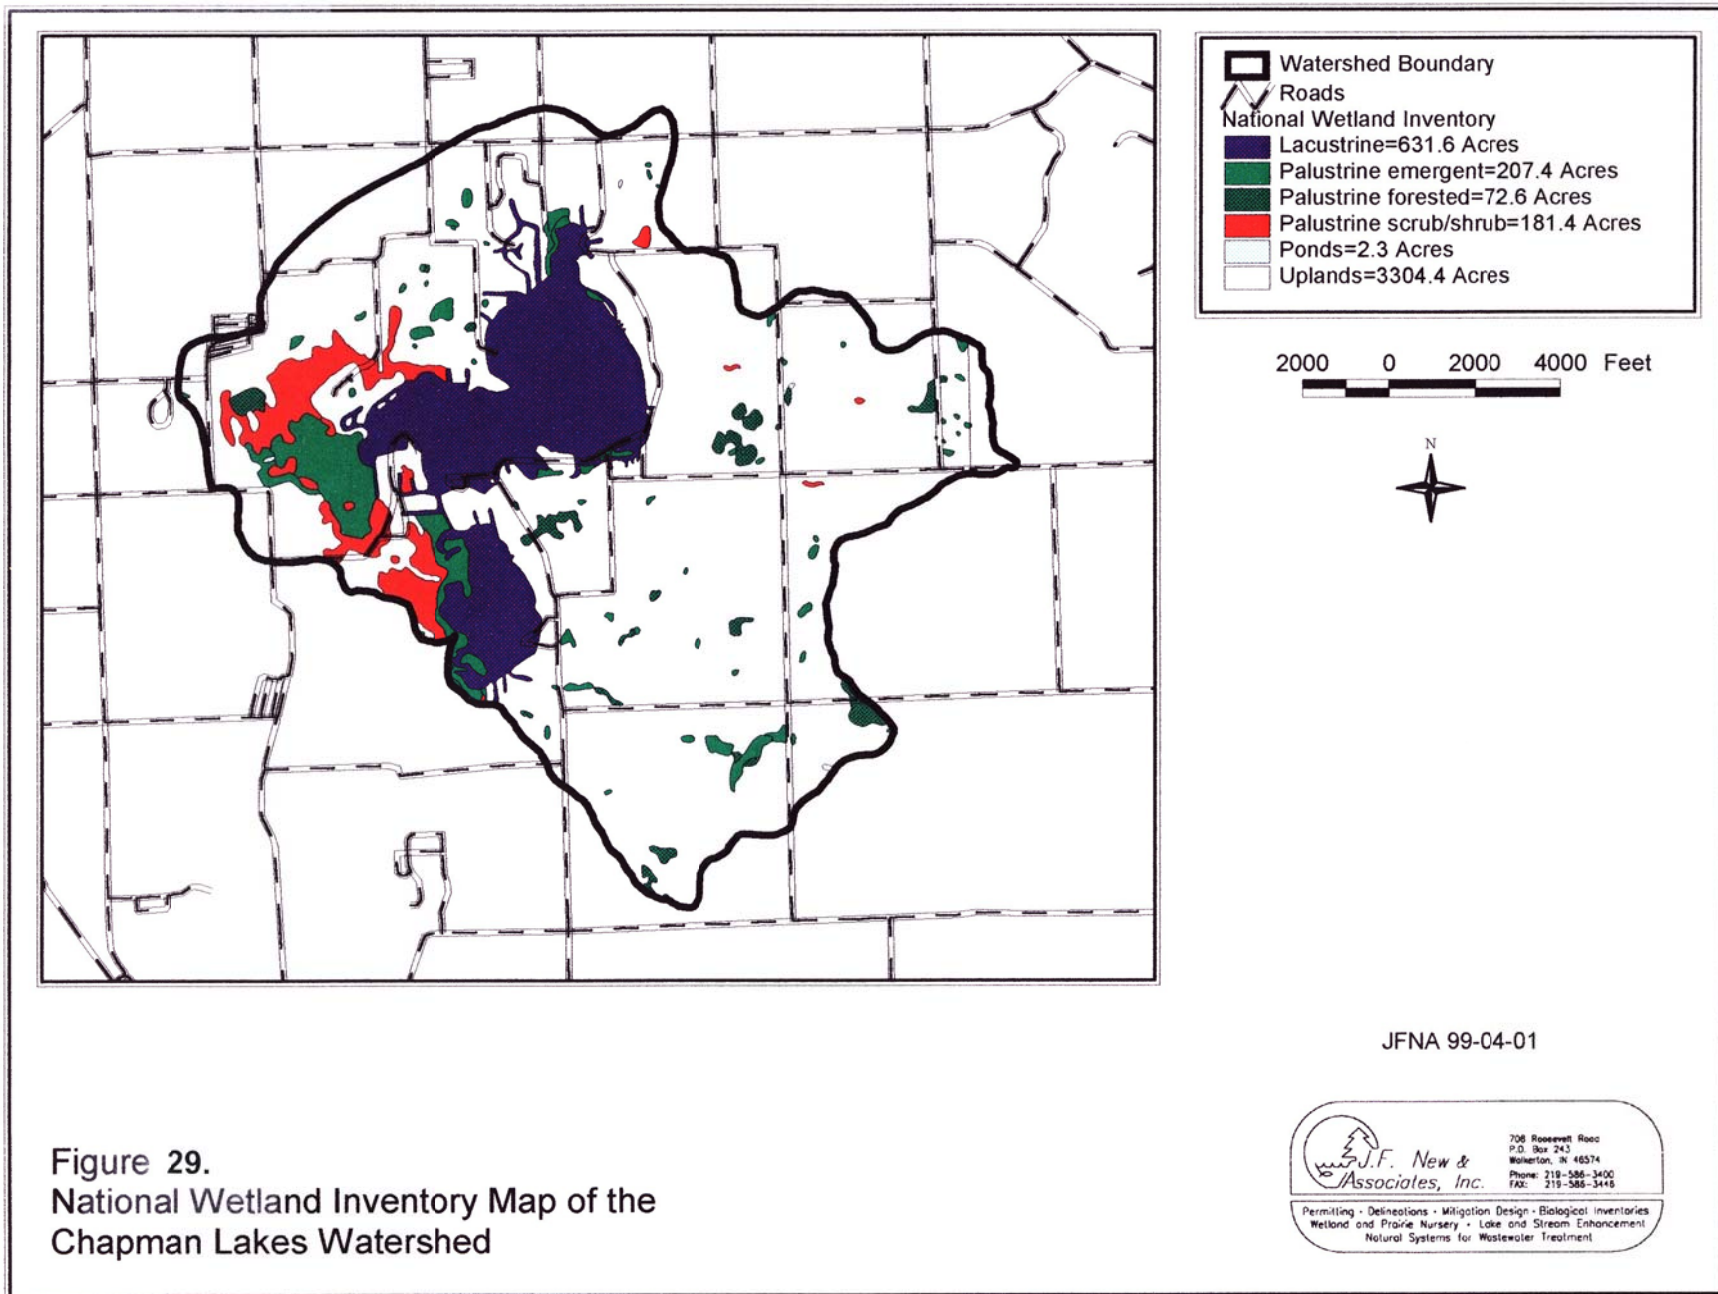 Watershed Boundary
Roads
National Wetland Inventory
Lacustrine=631.6 Acres
Palustrine emergent=207.4 Acres
Palustrine forested=72.6 Acres
Palustrine scrub/shrub=181.4 Acres
Ponds=2.3 Acres
Uplands=3304.4 Acres
2000 0 2000 4000 Feet
N
JFNA 99-04-01
Figure 29.
National Wetland Inventory Map of the
Chapman Lakes Watershed
J.F. New &
Associates, Inc.
708 Roosevelt Road
P.O. Box 243
Walkerton, IN 46574
Phone: 219-586-3400
FAX: 219-586-3446
Permitting · Delineations · Mitigation Design · Biological Inventories
Wetland and Prairie Nursery · Lake and Stream Enhancement
Natural Systems for Wastewater Treatment